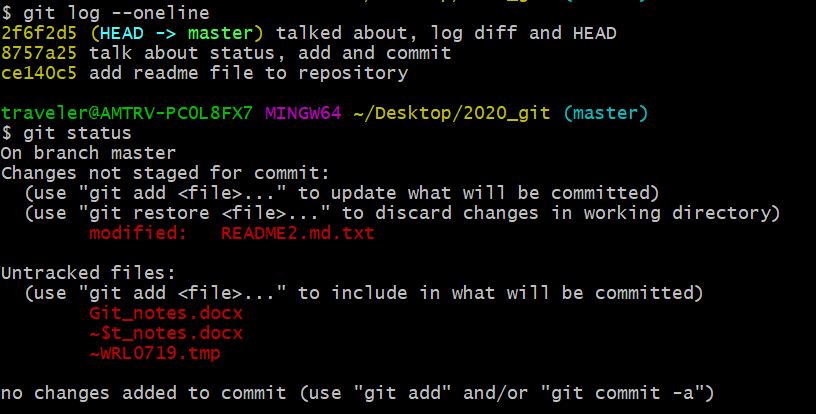 $ git log --oneline
2f6f2d5 (HEAD -> master) talked about, log diff and HEAD
8757a25 talk about status, add and commit
ce140c5 add readme file to repository
traveler@AMTRV-PC0L8FX7 MINGW64 ~/Desktop/2020_git (master)
$ git status
On branch master
Changes not staged for commit:
  (use "git add <file>..." to update what will be committed)
  (use "git restore <file>..." to discard changes in working directory)
        modified:   README2.md.txt
Untracked files:
  (use "git add <file>..." to include in what will be committed)
        Git_notes.docx
        ~$t_notes.docx
        ~WRL0719.tmp
no changes added to commit (use "git add" and/or "git commit -a")